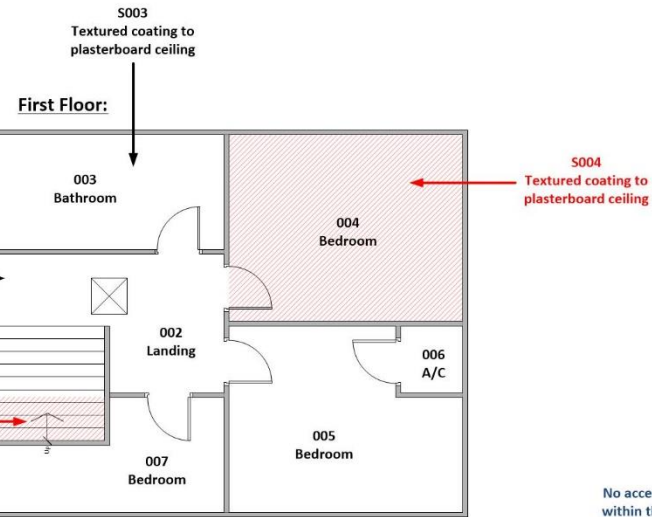 S003
Textured coating to
plasterboard ceiling
First Floor:
003
Bathroom
004
Bedroom
S004
Textured coating to
plasterboard ceiling
002
Landing
006
A/C
005
Bedroom
007
Bedroom
No acce
within th